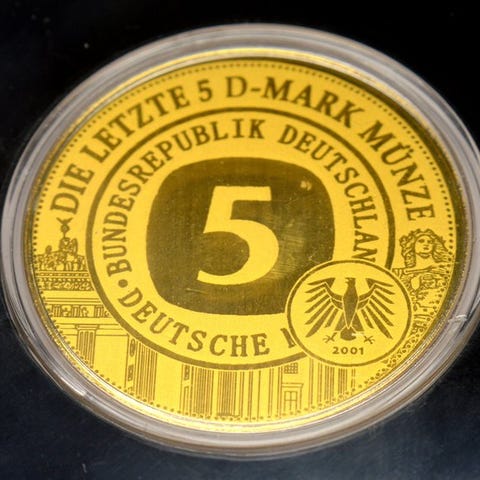 DIE LETZTE 5 D-MARK MÜNZE
BUNDESREPUBLIK DEUTSCHLAN
5
DEUTSCHE
2001